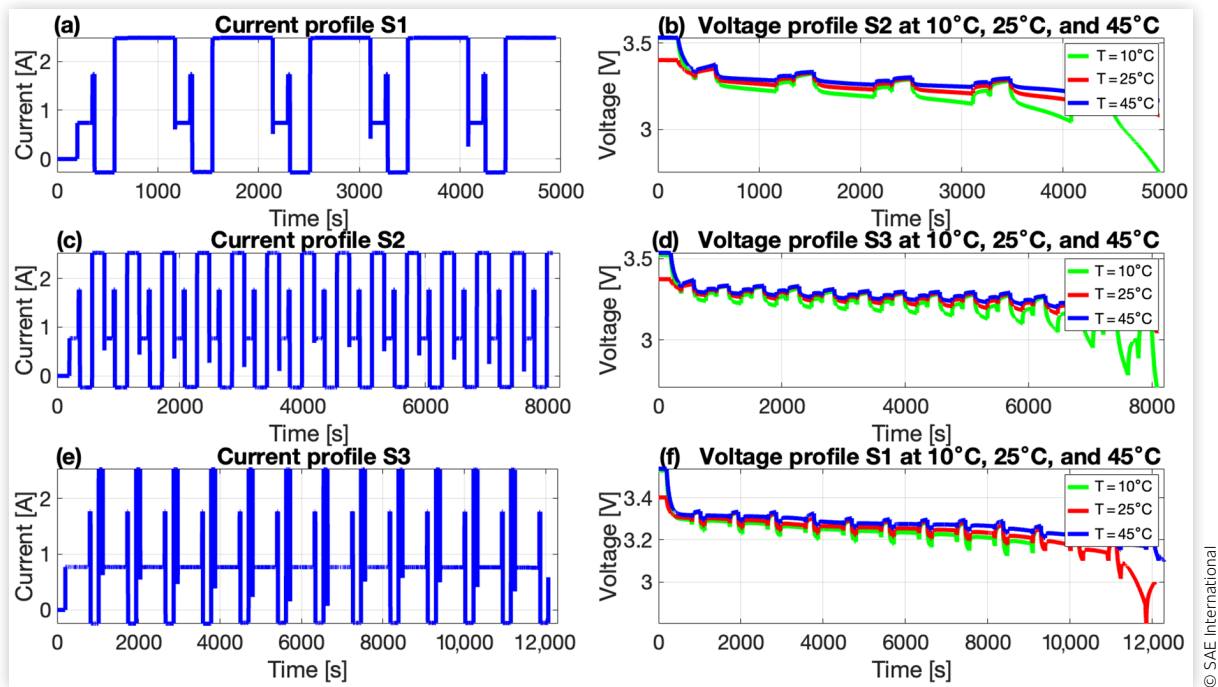 (a) Current profile S1
Current [A]
2
1
0
0 1000 2000 3000 4000 5000
Time [s]
(b) Voltage profile S2 at 10°C, 25°C, and 45°C
Voltage [V]
3.5
3
T = 10°C
T = 25°C
T = 45°C
0 1000 2000 3000 4000 5000
Time [s]
(c) Current profile S2
Current [A]
2
1
0
0 2000 4000 6000 8000
Time [s]
(d) Voltage profile S3 at 10°C, 25°C, and 45°C
Voltage [V]
3.5
3
T = 10°C
T = 25°C
T = 45°C
0 2000 4000 6000 8000
Time [s]
(e) Current profile S3
Current [A]
2
1
0
0 2000 4000 6000 8000 10,000 12,000
Time [s]
(f) Voltage profile S1 at 10°C, 25°C, and 45°C
Voltage [V]
3.4
3.2
3
T = 10°C
T = 25°C
T = 45°C
0 2000 4000 6000 8000 10,000 12,000
Time [s]
© SAE International